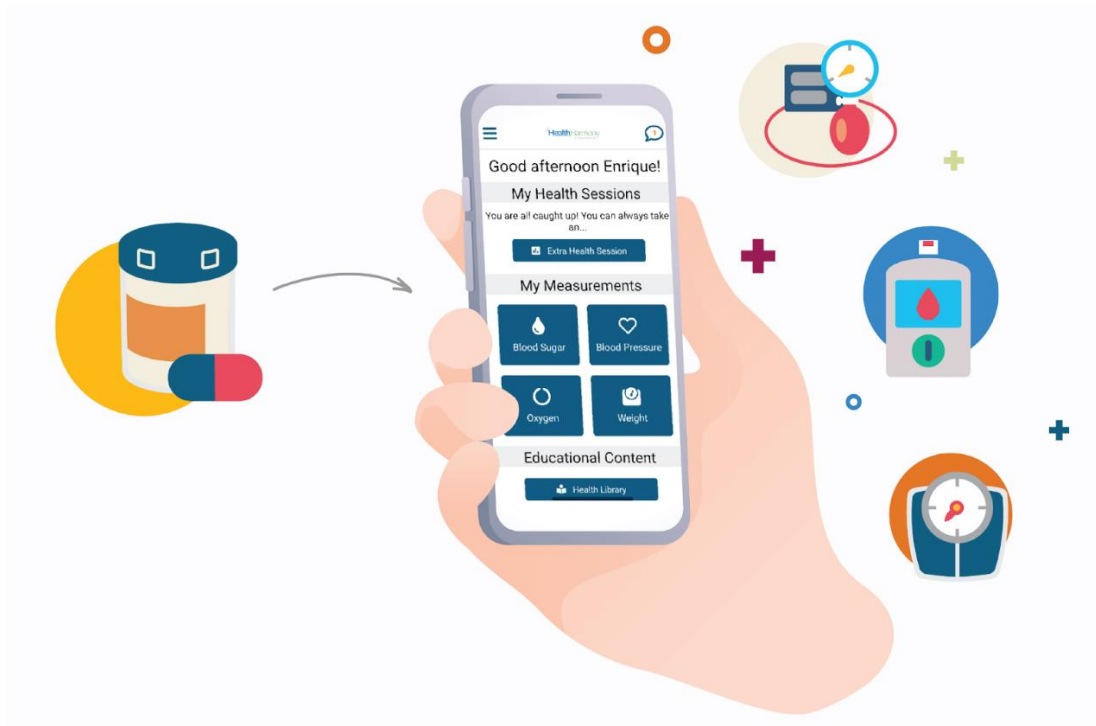 HealthHarmony
Good afternoon Enrique!
My Health Sessions
You are all caught up! You can always take
an...
Extra Health Session
My Measurements
Blood Sugar
Blood Pressure
Oxygen
Weight
Educational Content
Health Library